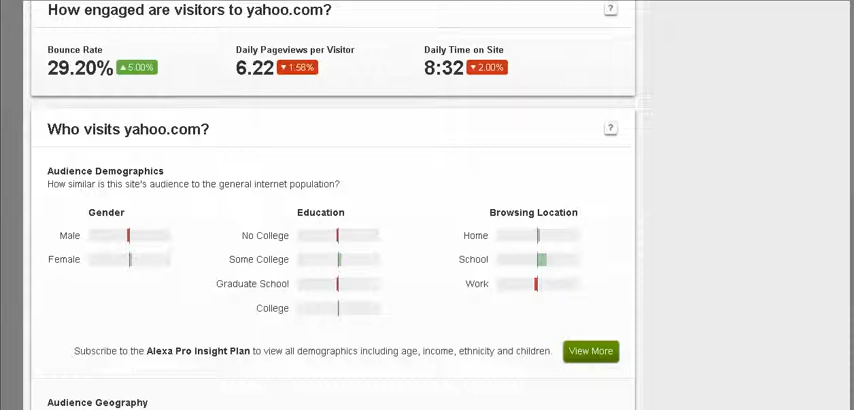 How engaged are visitors to yahoo.com?
?
Bounce Rate
Daily Pageviews per Visitor
Daily Time on Site
29.20% ▲5.00%
6.22 ▼1.58%
8:32 ▼2.00%
Who visits yahoo.com?
?
Audience Demographics
How similar is this site's audience to the general internet population?
Gender
Education
Browsing Location
Male
No College
Home
Female
Some College
School
Graduate School
Work
College
Subscribe to the Alexa Pro Insight Plan to view all demographics including age, income, ethnicity and children.
View More
Audience Geography